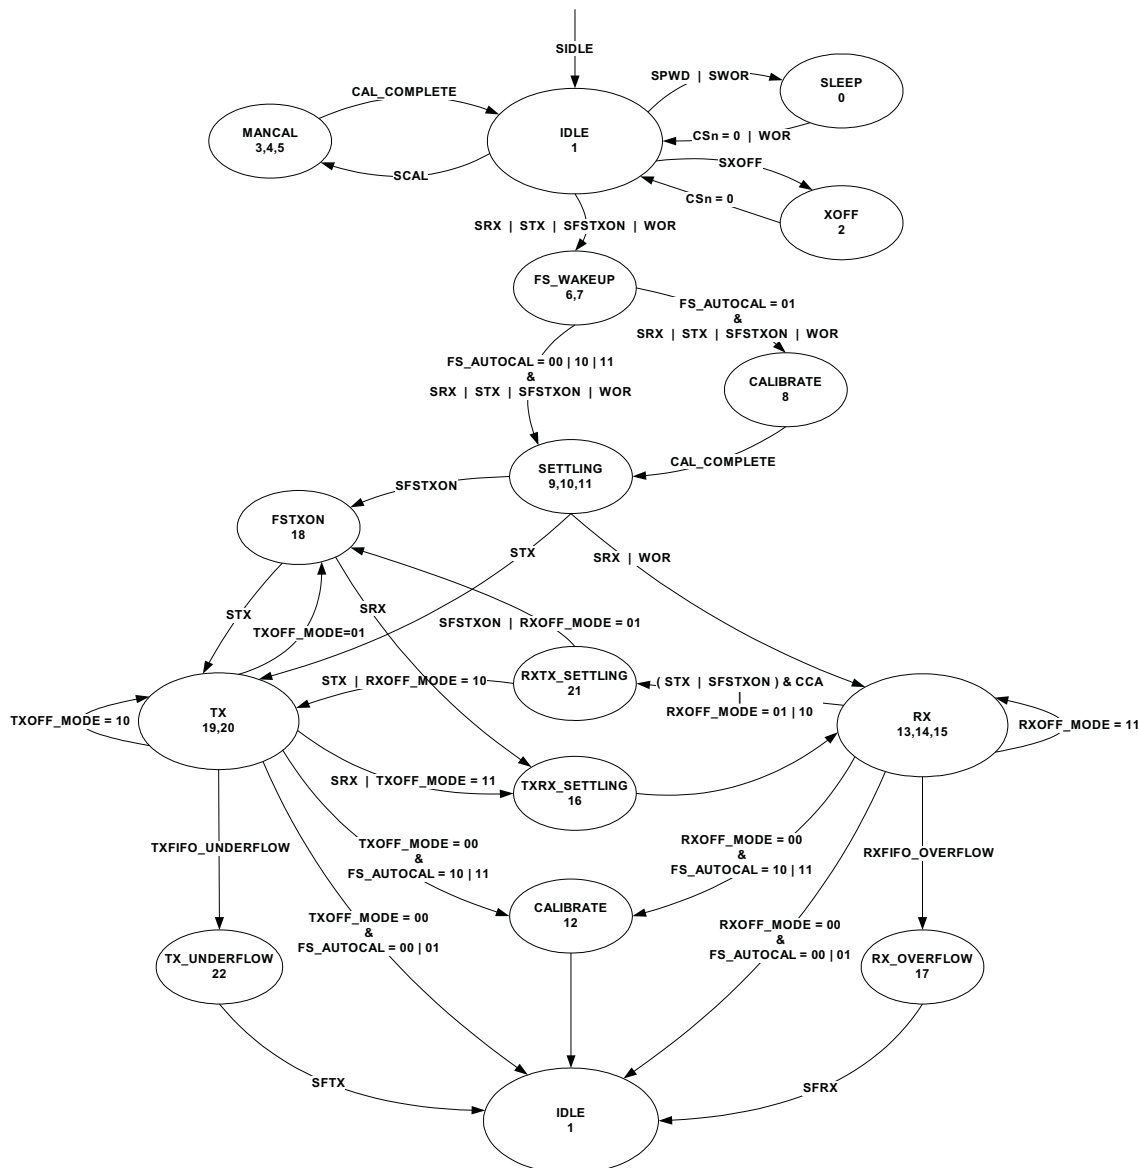 SIDLE
SPWD | SWOR
SLEEP
0
CAL_COMPLETE
MANCAL
3,4,5
IDLE
1
CSn = 0 | WOR
SXOFF
SCAL
CSn = 0
XOFF
2
SRX | STX | SFSTXON | WOR
FS_WAKEUP
6,7
FS_AUTOCAL = 01
&
SRX | STX | SFSTXON | WOR
FS_AUTOCAL = 00 | 10 | 11
&
SRX | STX | SFSTXON | WOR
CALIBRATE
8
CAL_COMPLETE
SETTLING
9,10,11
SFSTXON
FSTXON
18
STX
SRX | WOR
STX
SRX
TXOFF_MODE=01
SFSTXON | RXOFF_MODE = 01
STX | RXOFF_MODE = 10
RXTX_SETTLING
21
( STX | SFSTXON ) & CCA
|
RXOFF_MODE = 01 | 10
TXOFF_MODE = 10
TX
19,20
RX
13,14,15
RXOFF_MODE = 11
SRX | TXOFF_MODE = 11
TXRX_SETTLING
16
TXFIFO_UNDERFLOW
TXOFF_MODE = 00
&
FS_AUTOCAL = 10 | 11
RXOFF_MODE = 00
&
FS_AUTOCAL = 10 | 11
RXFIFO_OVERFLOW
TXOFF_MODE = 00
&
FS_AUTOCAL = 00 | 01
CALIBRATE
12
RXOFF_MODE = 00
&
FS_AUTOCAL = 00 | 01
TX_UNDERFLOW
22
RX_OVERFLOW
17
SFTX
SFRX
IDLE
1